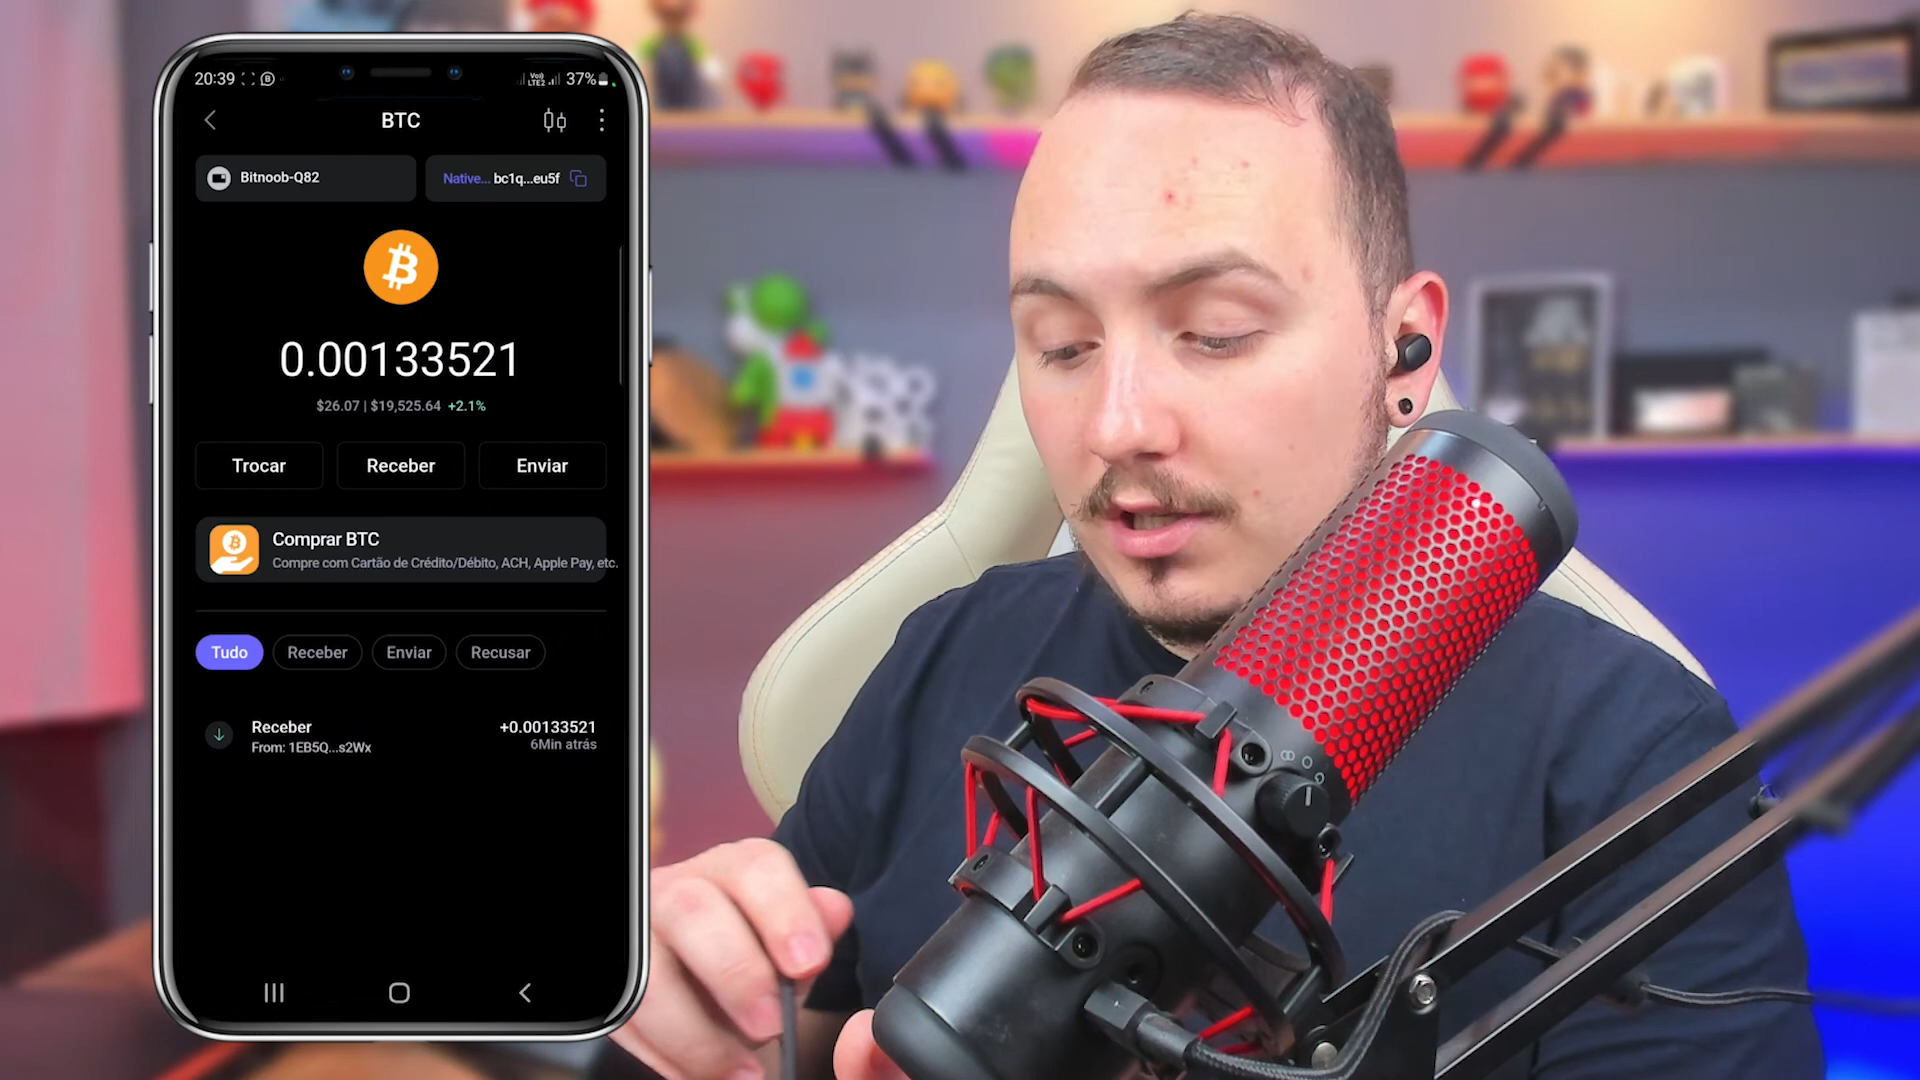 20:39
Vo))
LTE2
37%
BTC
Bitnoob-Q82
Native... bc1q...eu5f
0.00133521
$26.07 | $19,525.64 +2.1%
Trocar
Receber
Enviar
Comprar BTC
Compre com Cartão de Crédito/Débito, ACH, Apple Pay, etc.
Tudo
Receber
Enviar
Recusar
Receber
+0.00133521
From: 1EB5Q...s2Wx
6Min atrás